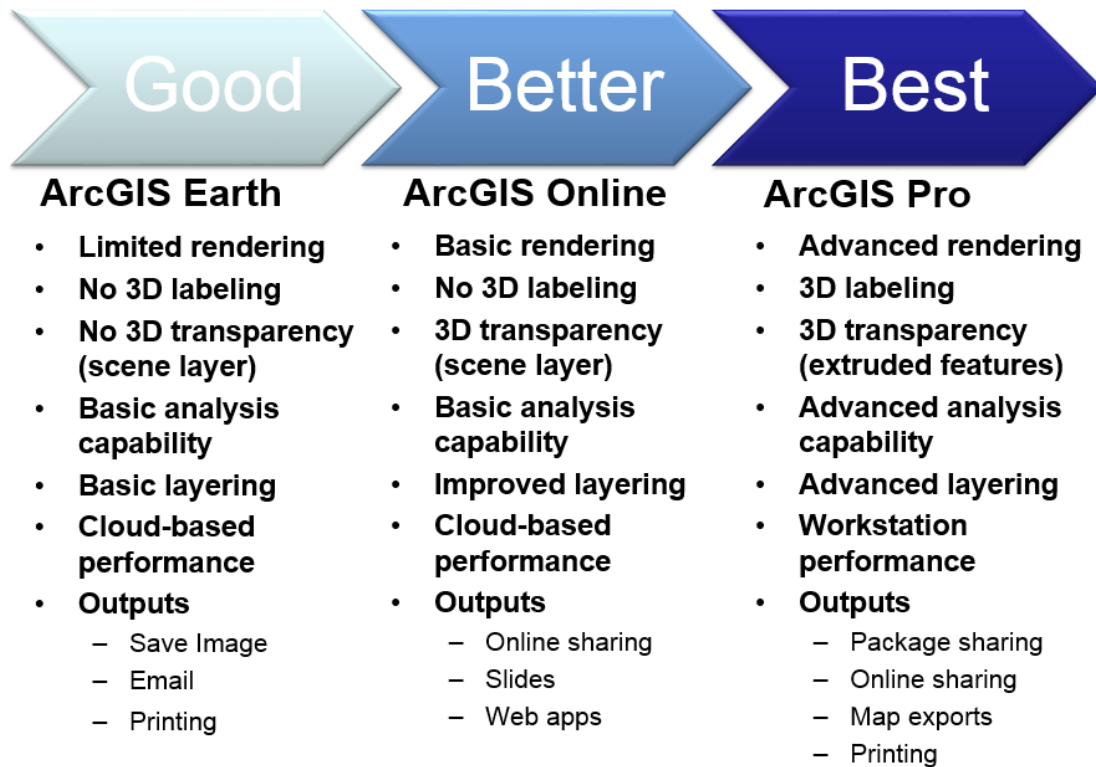 Good
Better
Best
ArcGIS Earth
• Limited rendering
• No 3D labeling
• No 3D transparency
(scene layer)
• Basic analysis
capability
• Basic layering
• Cloud-based
performance
• Outputs
– Save Image
– Email
– Printing
ArcGIS Online
• Basic rendering
• No 3D labeling
• 3D transparency
(scene layer)
• Basic analysis
capability
• Improved layering
• Cloud-based
performance
• Outputs
– Online sharing
– Slides
– Web apps
ArcGIS Pro
• Advanced rendering
• 3D labeling
• 3D transparency
(extruded features)
• Advanced analysis
capability
• Advanced layering
• Workstation
performance
• Outputs
– Package sharing
– Online sharing
– Map exports
– Printing